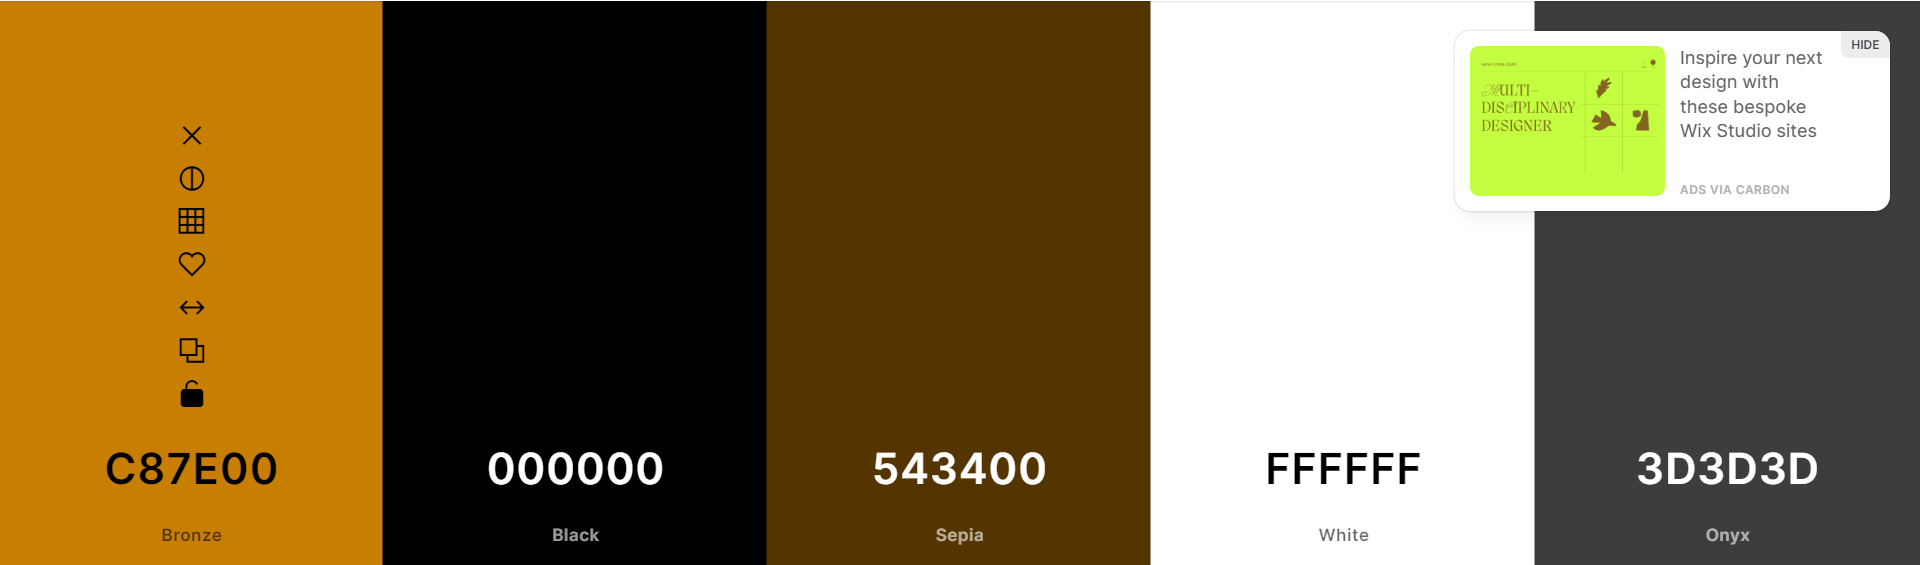 HIDE
Inspire your next
design with
these bespoke
Wix Studio sites
ADS VIA CARBON
MULTI–
DISCIPLINARY
DESIGNER
C87E00
000000
543400
FFFFFF
3D3D3D
Bronze
Black
Sepia
White
Onyx